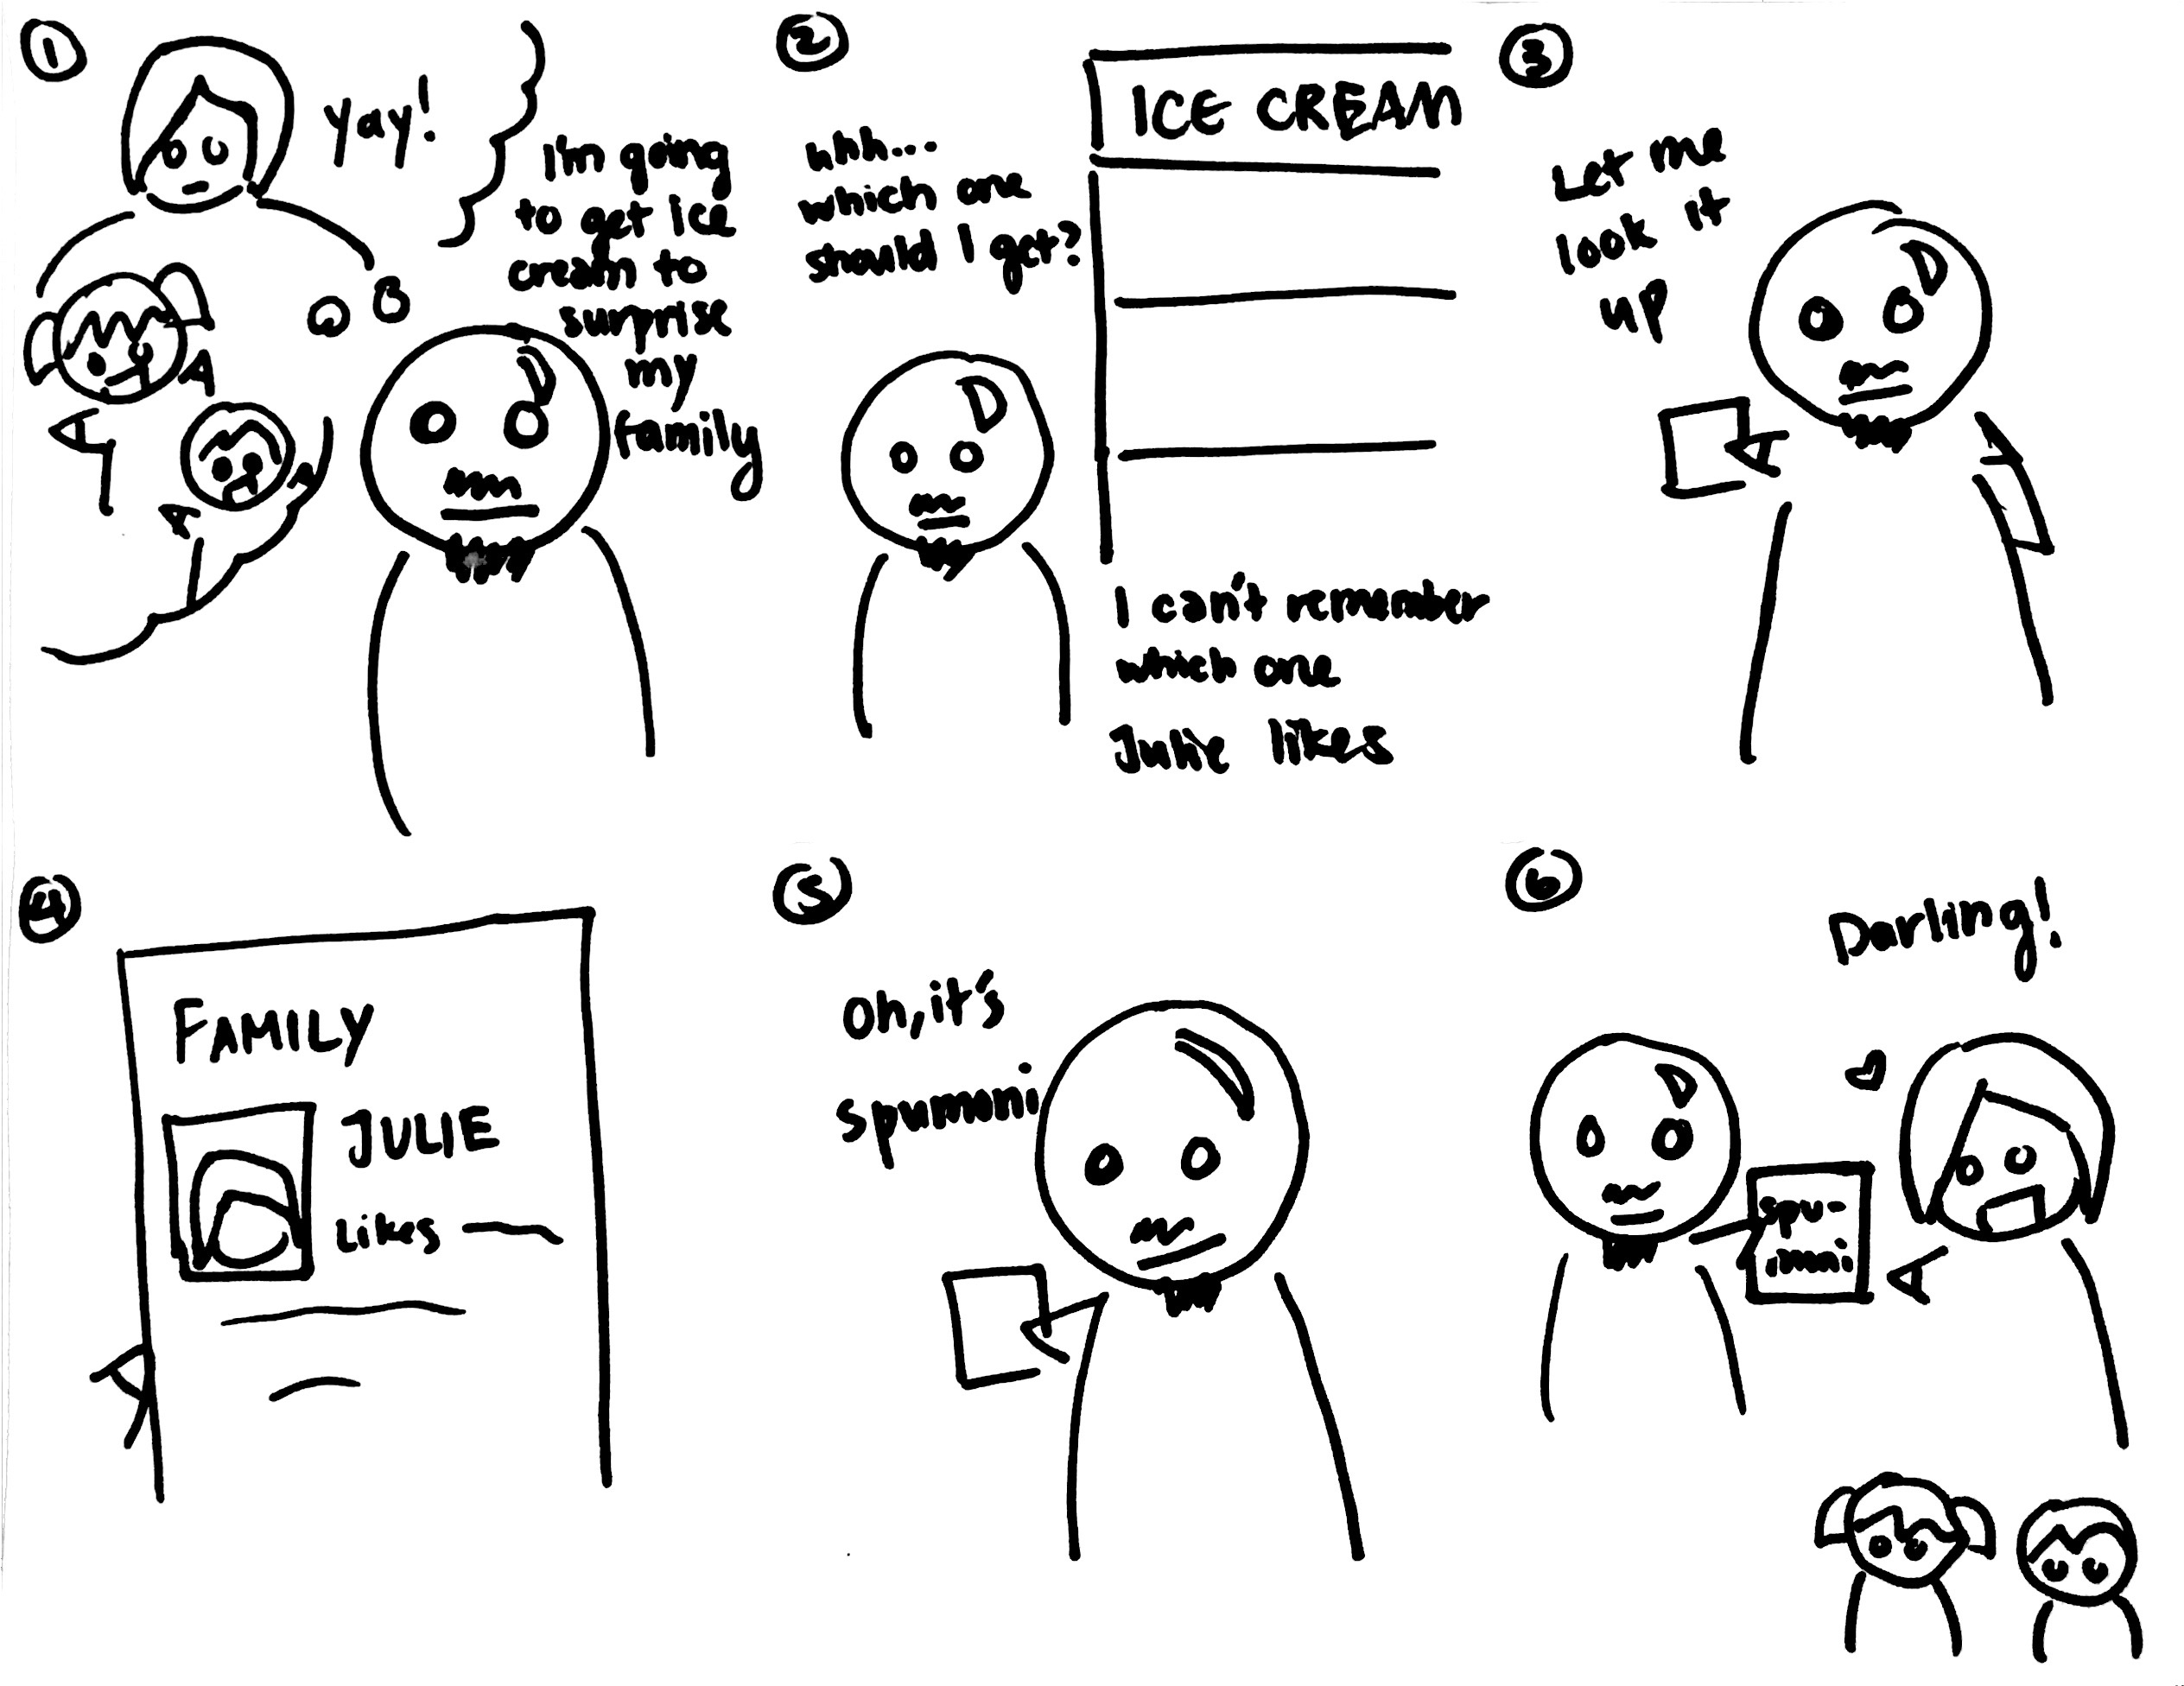 1
Yay!
I'm going
to get ice
cream to
surprise
my
family
2
uhh...
which one
should I get?
ICE CREAM
I can't remember
which one
Julie likes
3
Let me
look it
up
4
FAMILY
JULIE
Likes
5
Oh, it's
spumoni
6
Darling!
spu-
moni